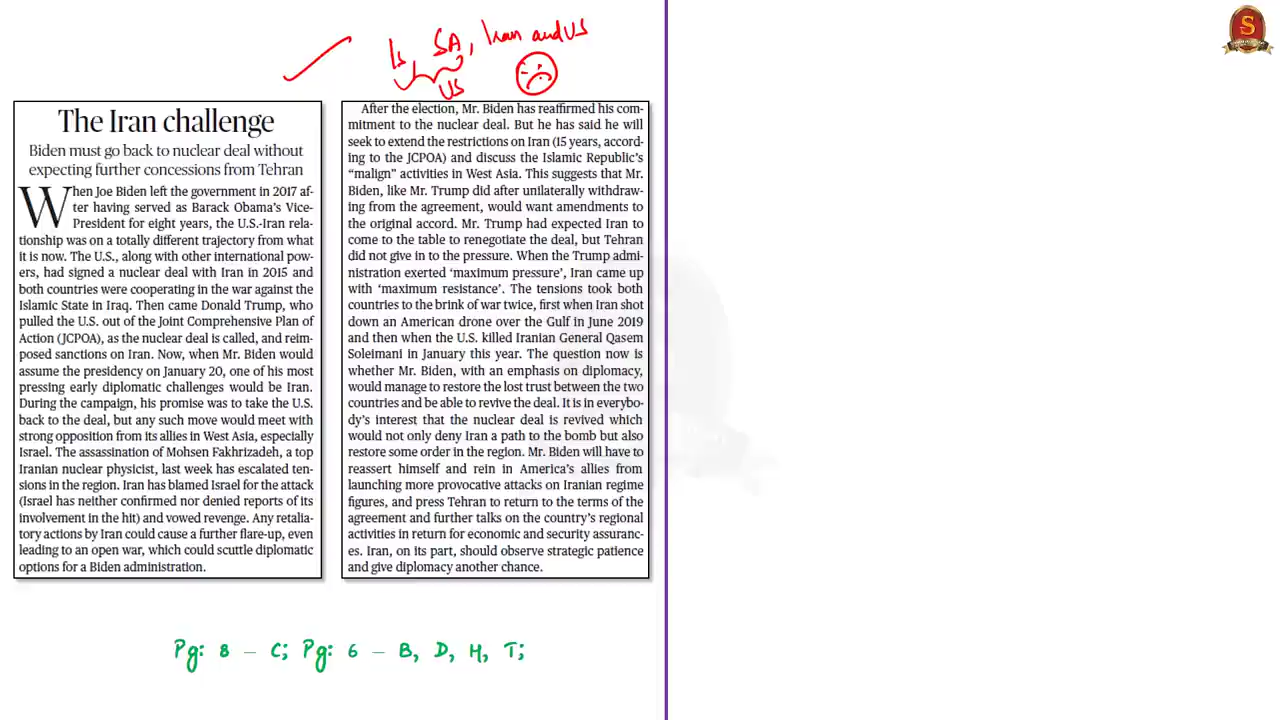 Is SA, Iran and US
US
The Iran challenge
Biden must go back to nuclear deal without
expecting further concessions from Tehran
When Joe Biden left the government in 2017 af-
ter having served as Barack Obama's Vice-
President for eight years, the U.S.-Iran rela-
tionship was on a totally different trajectory from what
it is now. The U.S., along with other international pow-
ers, had signed a nuclear deal with Iran in 2015 and
both countries were cooperating in the war against the
Islamic State in Iraq. Then came Donald Trump, who
pulled the U.S. out of the Joint Comprehensive Plan of
Action (JCPOA), as the nuclear deal is called, and reim-
posed sanctions on Iran. Now, when Mr. Biden would
assume the presidency on January 20, one of his most
pressing early diplomatic challenges would be Iran.
During the campaign, his promise was to take the U.S.
back to the deal, but any such move would meet with
strong opposition from its allies in West Asia, especially
Israel. The assassination of Mohsen Fakhrizadeh, a top
Iranian nuclear physicist, last week has escalated ten-
sions in the region. Iran has blamed Israel for the attack
(Israel has neither confirmed nor denied reports of its
involvement in the hit) and vowed revenge. Any retalia-
tory actions by Iran could cause a further flare-up, even
leading to an open war, which could scuttle diplomatic
options for a Biden administration.
After the election, Mr. Biden has reaffirmed his com-
mitment to the nuclear deal. But he has said he will
seek to extend the restrictions on Iran (15 years, accord-
ing to the JCPOA) and discuss the Islamic Republic's
"malign" activities in West Asia. This suggests that Mr.
Biden, like Mr. Trump did after unilaterally withdraw-
ing from the agreement, would want amendments to
the original accord. Mr. Trump had expected Iran to
come to the table to renegotiate the deal, but Tehran
did not give in to the pressure. When the Trump admi-
nistration exerted 'maximum pressure', Iran came up
with 'maximum resistance'. The tensions took both
countries to the brink of war twice, first when Iran shot
down an American drone over the Gulf in June 2019
and then when the U.S. killed Iranian General Qasem
Soleimani in January this year. The question now is
whether Mr. Biden, with an emphasis on diplomacy,
would manage to restore the lost trust between the two
countries and be able to revive the deal. It is in everybo-
dy's interest that the nuclear deal is revived which
would not only deny Iran a path to the bomb but also
restore some order in the region. Mr. Biden will have to
reassert himself and rein in America's allies from
launching more provocative attacks on Iranian regime
figures, and press Tehran to return to the terms of the
agreement and further talks on the country's regional
activities in return for economic and security assuranc-
es. Iran, on its part, should observe strategic patience
and give diplomacy another chance.
Pg: 8 – C; Pg: 6 – B, D, H, T;
S